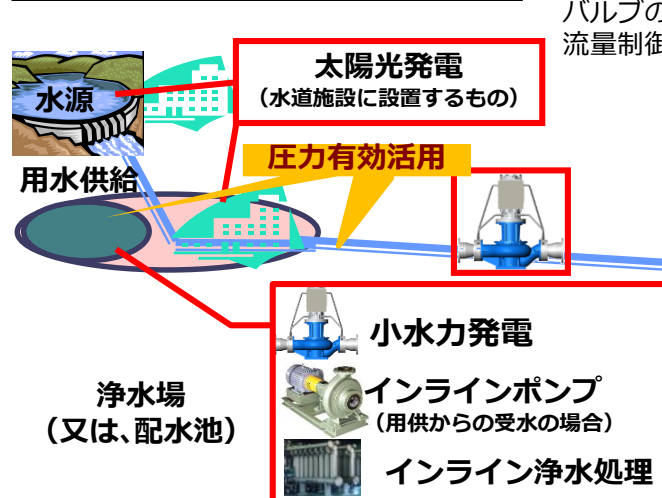 バルブの
流量制御
太陽光発電
（水道施設に設置するもの）
水源
圧力有効活用
用水供給
小水力発電
インラインポンプ
（用供からの受水の場合）
浄水場
（又は、配水池）
インライン浄水処理